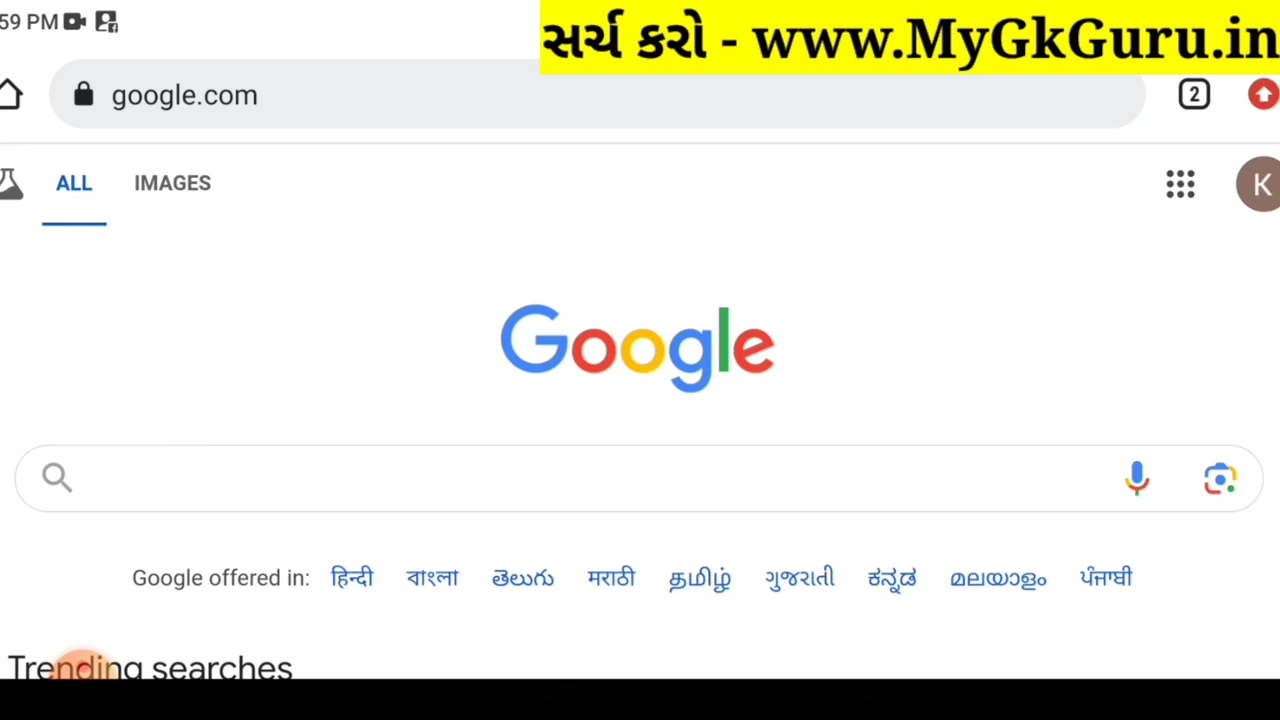 59 PM
સર્ચ કરો - www.MyGkGuru.in
google.com
2
ALL IMAGES
K
Google
Google offered in: हिन्दी বাংলা తెలుగు मराठी தமிழ் ગુજરાતી ಕನ್ನಡ മലയാളം ਪੰਜਾਬੀ
Trending searches